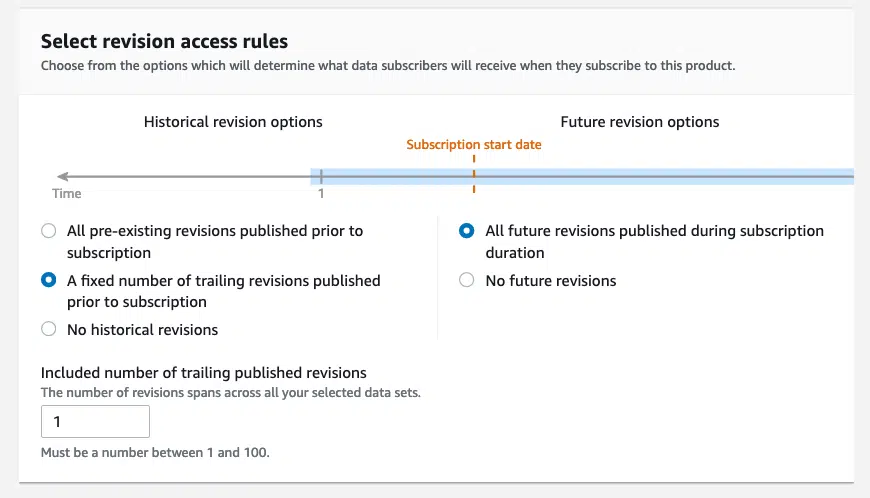 Select revision access rules
Choose from the options which will determine what data subscribers will receive when they subscribe to this product.
Historical revision options
Future revision options
Subscription start date
Time
1
All pre-existing revisions published prior to
subscription
A fixed number of trailing revisions published
prior to subscription
No historical revisions
All future revisions published during subscription
duration
No future revisions
Included number of trailing published revisions
The number of revisions spans across all your selected data sets.
1
Must be a number between 1 and 100.